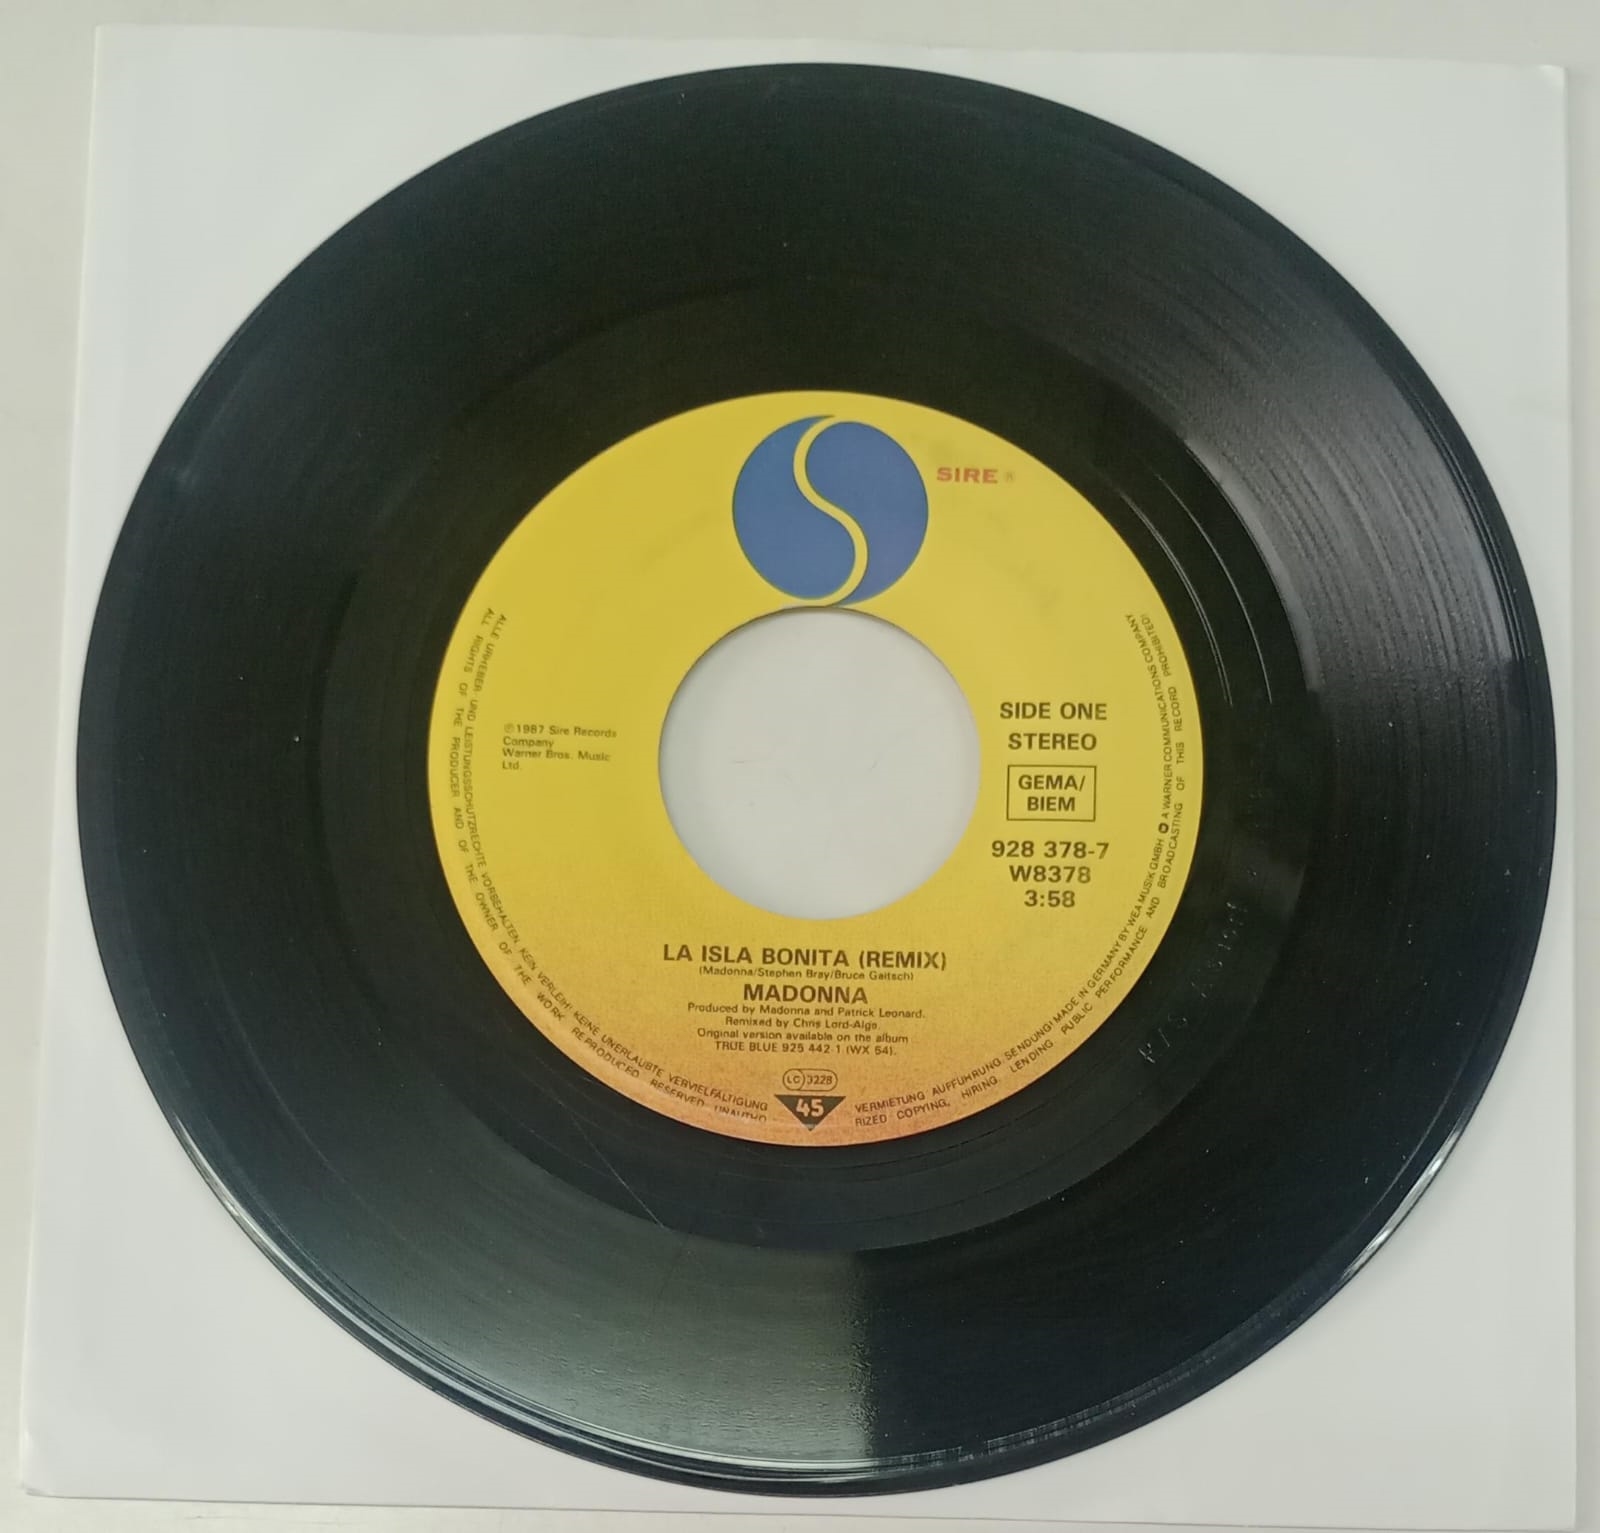 SIRE ®
℗1987 Sire Records
Company
Warner Bros. Music
Ltd.
SIDE ONE
STEREO
GEMA/
BIEM
928 378-7
W8378
3:58
LA ISLA BONITA (REMIX)
(Madonna/Stephen Bray/Bruce Gaitsch)
MADONNA
Produced by Madonna and Patrick Leonard.
Remixed by Chris Lord-Alge.
Original version available on the album
TRUE BLUE 925 442-1 (WX 54).
LC 3228
45
ALLE URHEBER- UND LEISTUNGSSCHUTZRECHTE VORBEHALTEN. KEIN VERLEIH! KEINE UNERLAUBTE VERVIELFÄLTIGUNG VERMIETUNG AUFFÜHRUNG, SENDUNG! MADE IN GERMANY BY WEA MUSIK GMBH A WARNER COMMUNICATIONS COMPANY
ALL RIGHTS OF THE PRODUCER AND OF THE OWNER OF THE WORK REPRODUCED RESERVED UNAUTHO RIZED COPYING, HIRING, LENDING PUBLIC PERFORMANCE AND BROADCASTING OF THIS RECORD PROHIBITED!